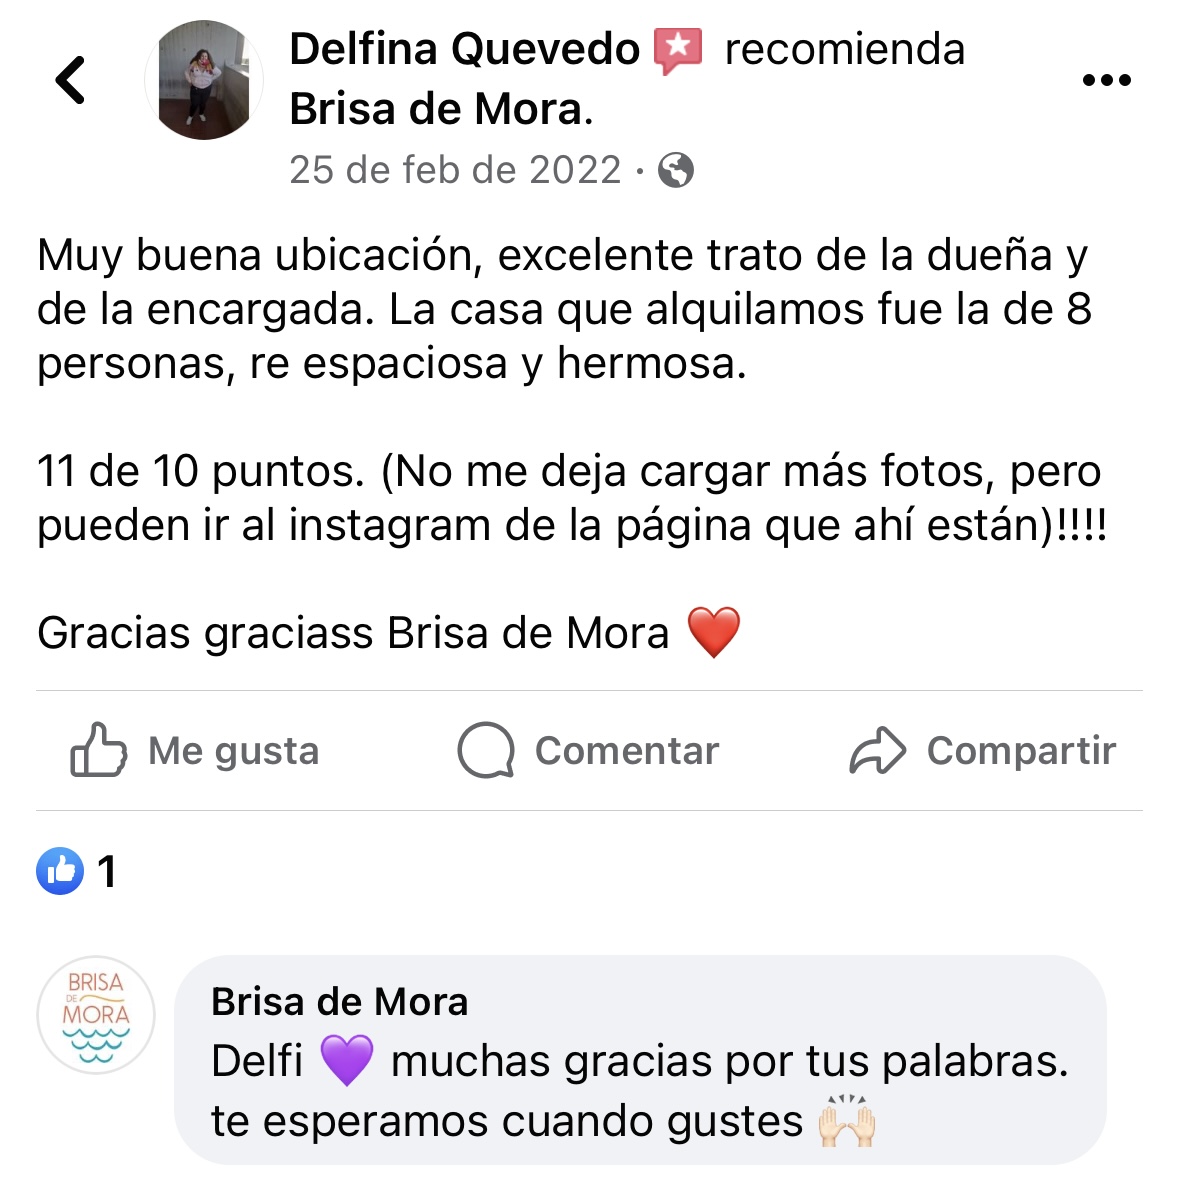 Delfina Quevedo recomienda
Brisa de Mora.
25 de feb de 2022 ·
Muy buena ubicación, excelente trato de la dueña y
de la encargada. La casa que alquilamos fue la de 8
personas, re espaciosa y hermosa.
11 de 10 puntos. (No me deja cargar más fotos, pero
pueden ir al instagram de la página que ahí están)!!!!
Gracias graciass Brisa de Mora ❤️
Me gusta Comentar Compartir
1
BRISA
DE
MORA
Brisa de Mora
Delfi 💜 muchas gracias por tus palabras.
te esperamos cuando gustes 🙌🏻